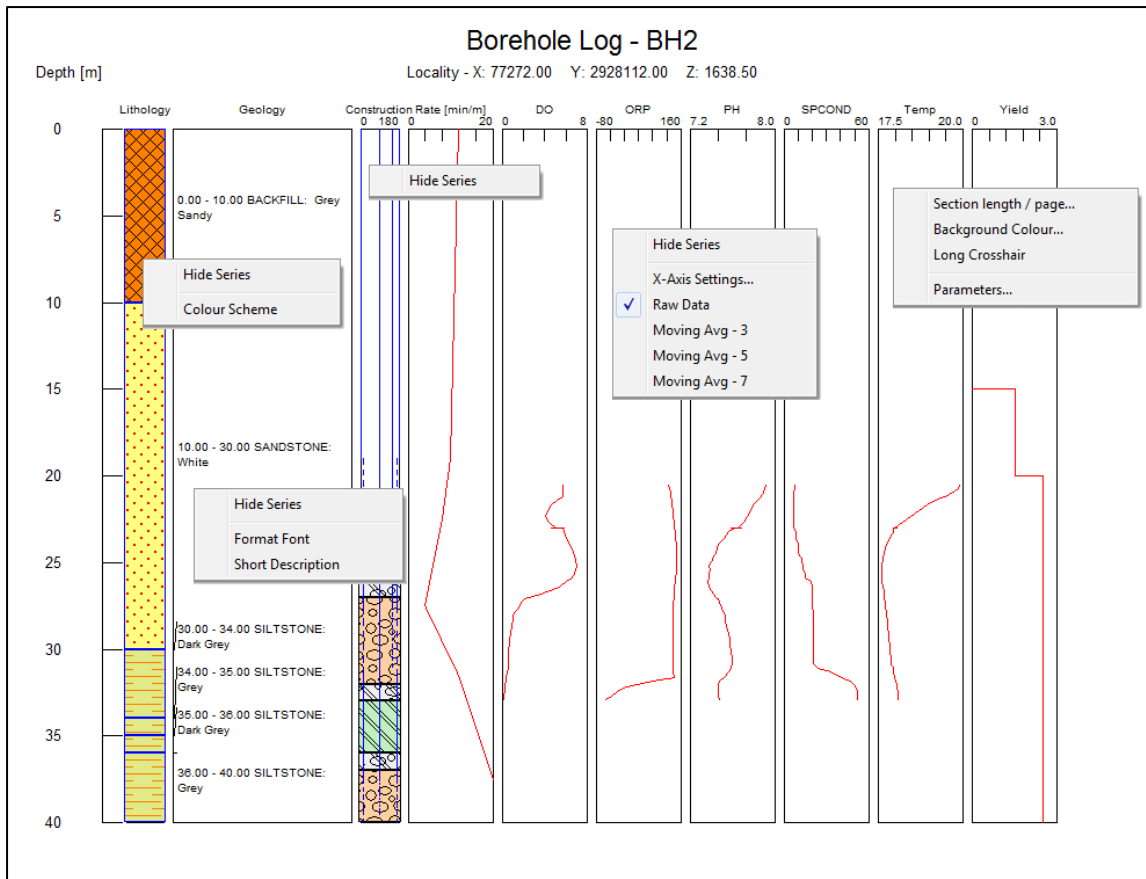 Borehole Log - BH2
Depth [m]
Locality - X: 77272.00 Y: 2928112.00 Z: 1638.50
Lithology
Geology
Construction
Rate [min/m]
DO
ORP
PH
SPCOND
Temp
Yield
0 180
0 20
0 8
-80 160
7.2 8.0
0 60
17.5 20.0
0 3.0
0
5
10
15
20
25
30
35
40
0.00 - 10.00 BACKFILL: Grey
Sandy
10.00 - 30.00 SANDSTONE:
White
30.00 - 34.00 SILTSTONE:
Dark Grey
34.00 - 35.00 SILTSTONE:
Grey
35.00 - 36.00 SILTSTONE:
Dark Grey
36.00 - 40.00 SILTSTONE:
Grey
Hide Series
Hide Series
Colour Scheme
Hide Series
Format Font
Short Description
Hide Series
X-Axis Settings...
Raw Data
Moving Avg - 3
Moving Avg - 5
Moving Avg - 7
Section length / page...
Background Colour...
Long Crosshair
Parameters...